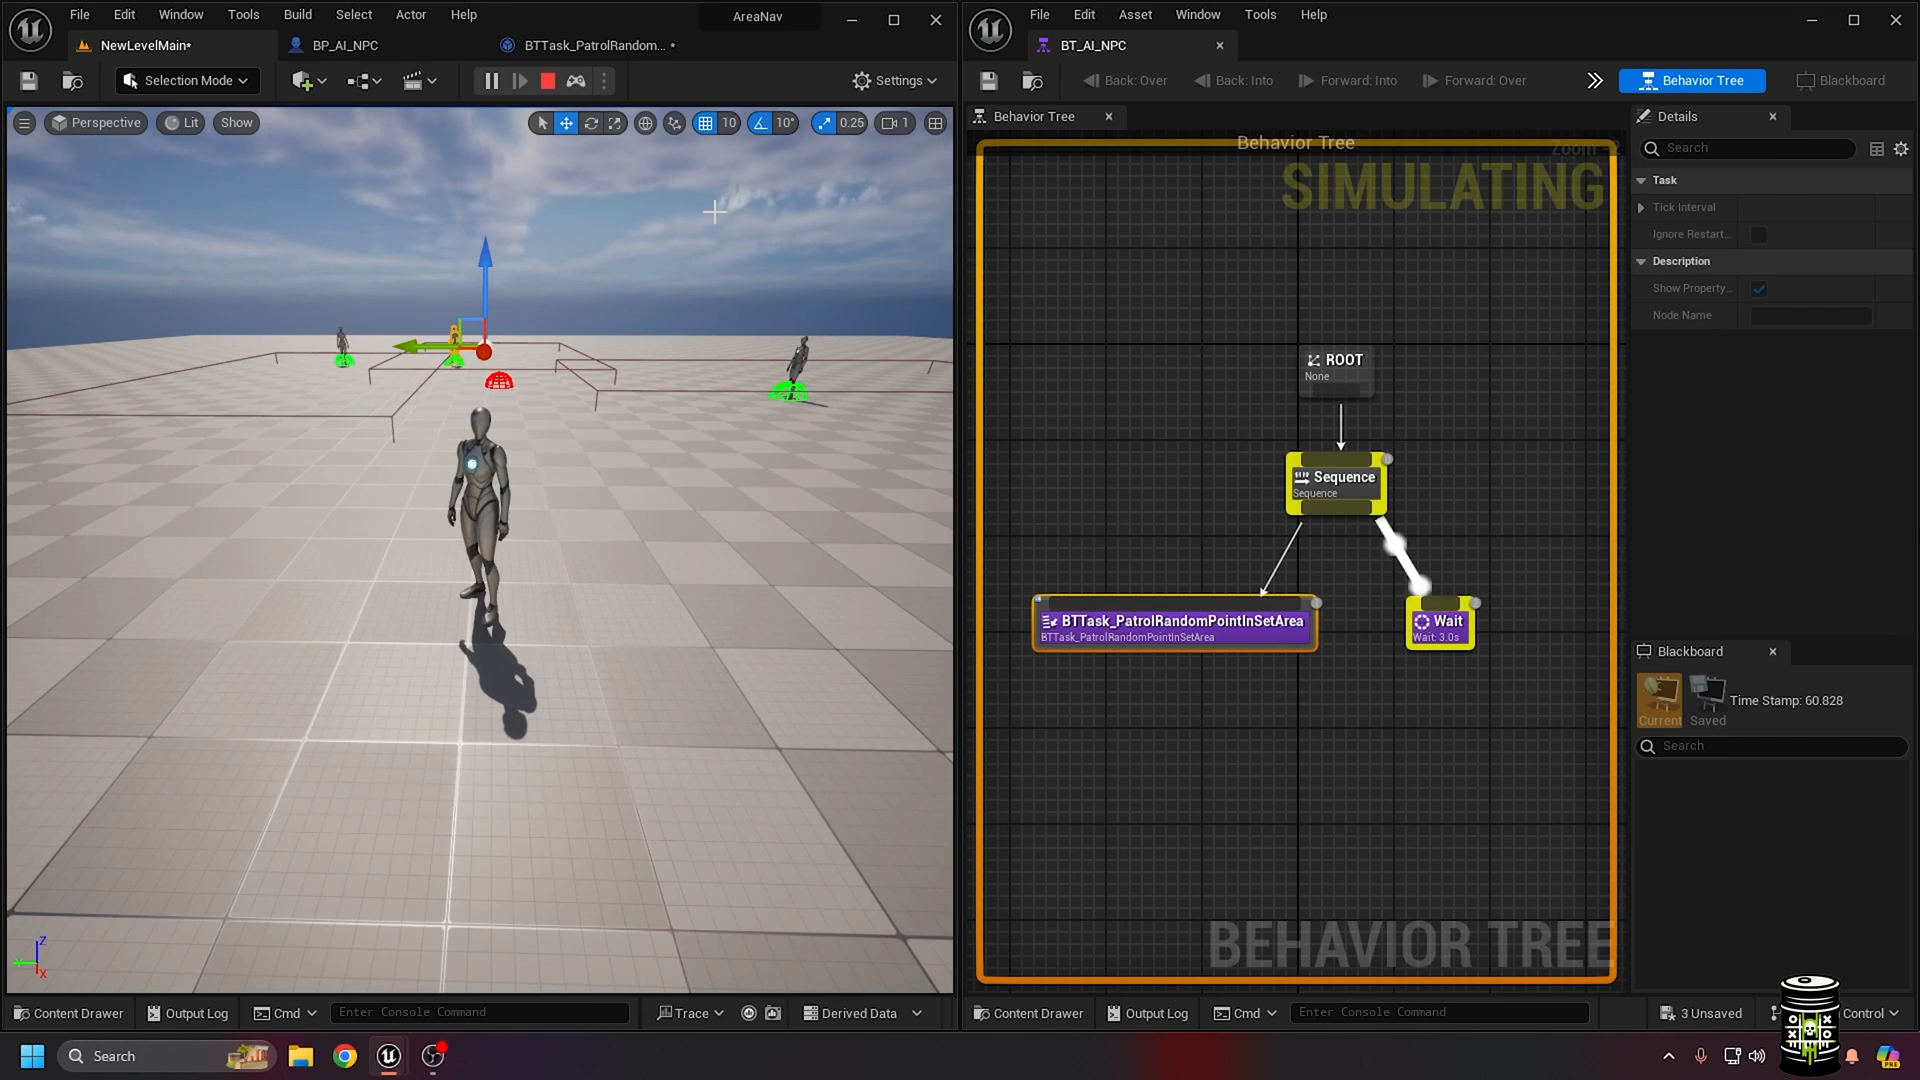 File Edit Window Tools Build Select Actor Help
AreaNav
NewLevelMain*
BP_AI_NPC
BTTask_PatrolRandom... *
Selection Mode
Settings
Perspective
Lit
Show
10
10°
0.25
1
Z
X
Content Drawer
Output Log
Cmd
Enter Console Command
Trace
Derived Data
File Edit Asset Window Tools Help
BT_AI_NPC
Back: Over
Back: Into
Forward: Into
Forward: Over
Behavior Tree
Blackboard
Behavior Tree
Behavior Tree
Zoom -2
SIMULATING
ROOT
None
Sequence
Sequence
BTTask_PatrolRandomPointInSetArea
BTTask_PatrolRandomPointInSetArea
Wait
Wait: 3.0s
BEHAVIOR TREE
Details
Search
Task
Tick Interval
Ignore Restart...
Description
Show Property...
Node Name
Blackboard
Current
Saved
Time Stamp: 60.828
Search
Content Drawer
Output Log
Cmd
Enter Console Command
3 Unsaved
Control
Search
PRE